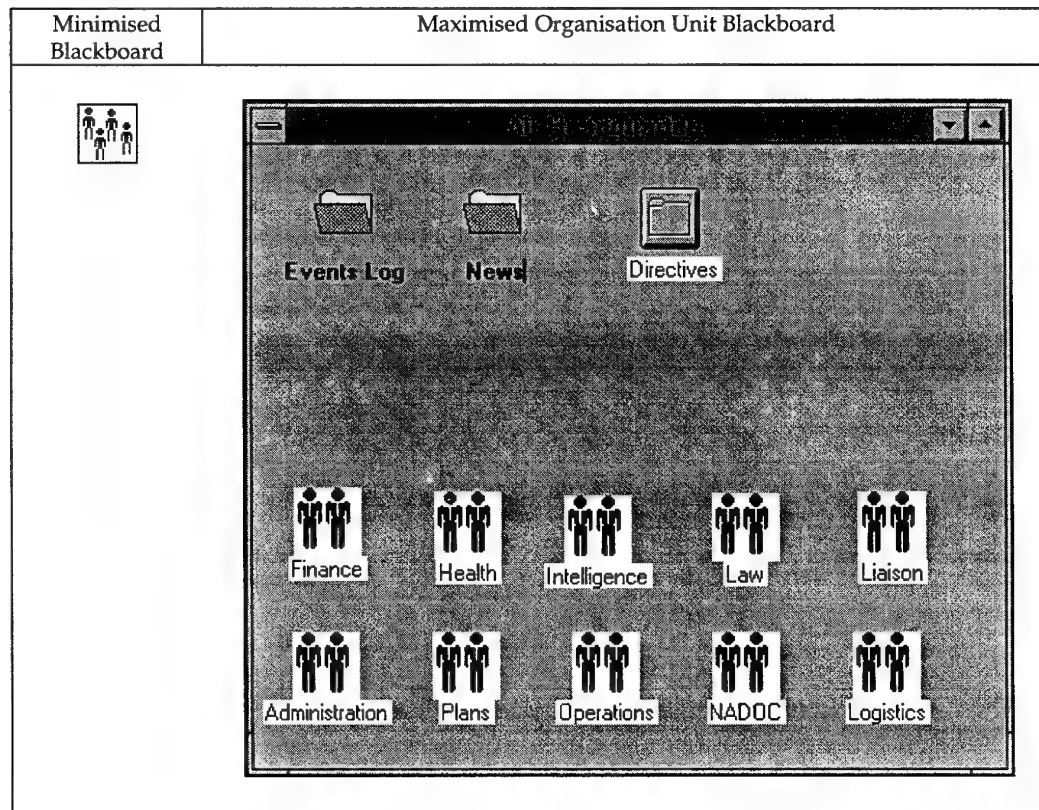 Minimised
Blackboard
Maximised Organisation Unit Blackboard
Events Log
News
Directives
Finance
Health
Intelligence
Law
Liaison
Administration
Plans
Operations
NADOC
Logistics